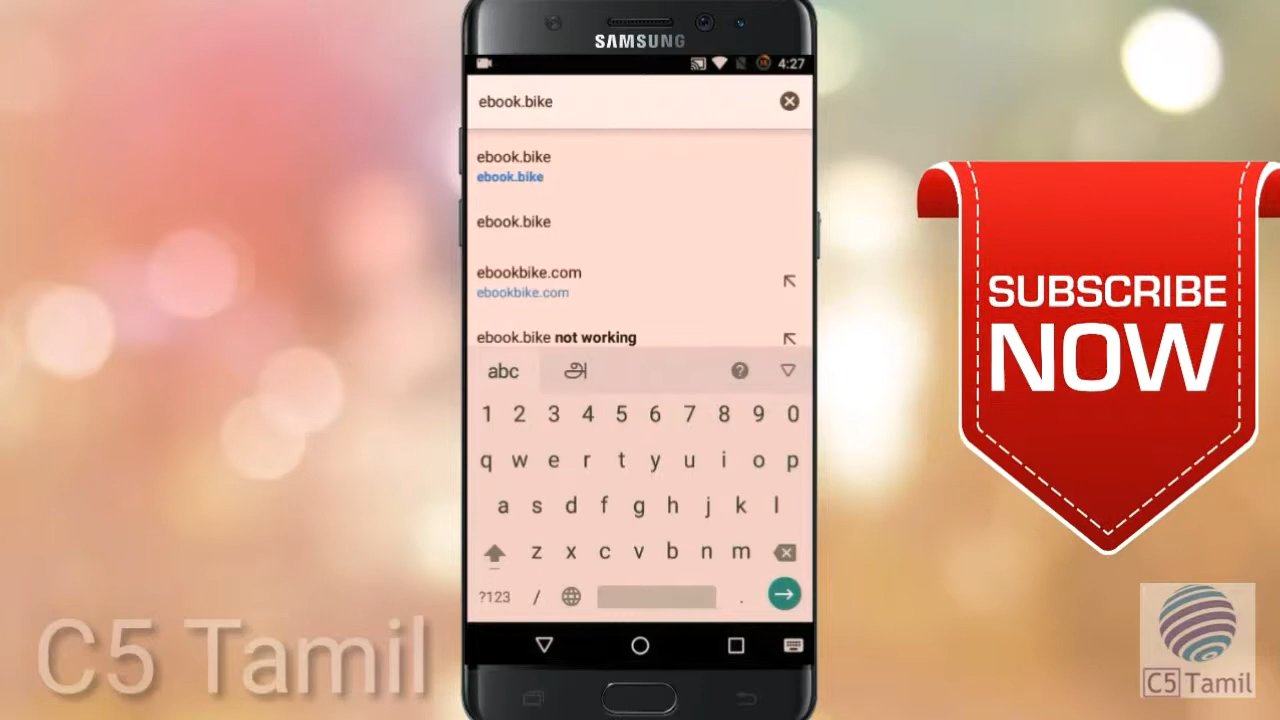 SAMSUNG
4:27
ebook.bike
ebook.bike
ebook.bike
ebook.bike
ebookbike.com
ebookbike.com
ebook.bike not working
abc அ ?
1 2 3 4 5 6 7 8 9 0
q w e r t y u i o p
a s d f g h j k l
z x c v b n m
?123 / .
SUBSCRIBE
NOW
C5 Tamil
C5 Tamil